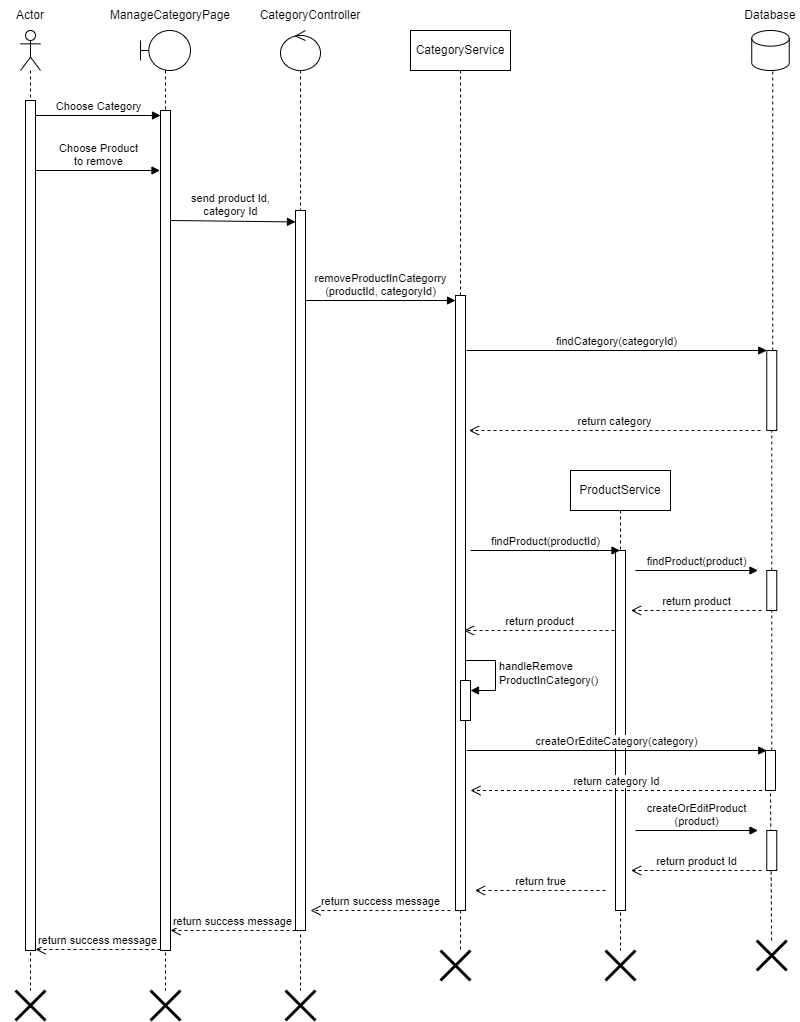 Actor
ManageCategoryPage
CategoryController
Database
CategoryService
Choose Category
Choose Product
to remove
send product Id,
category Id
removeProductInCategorry
(productId, categoryId)
findCategory(categoryId)
return category
ProductService
findProduct(productId)
findProduct(product)
return product
return product
handleRemove
ProductInCategory()
createOrEditeCategory(category)
return category Id
createOrEditProduct
(product)
return product Id
return true
return success message
return success message
return success message